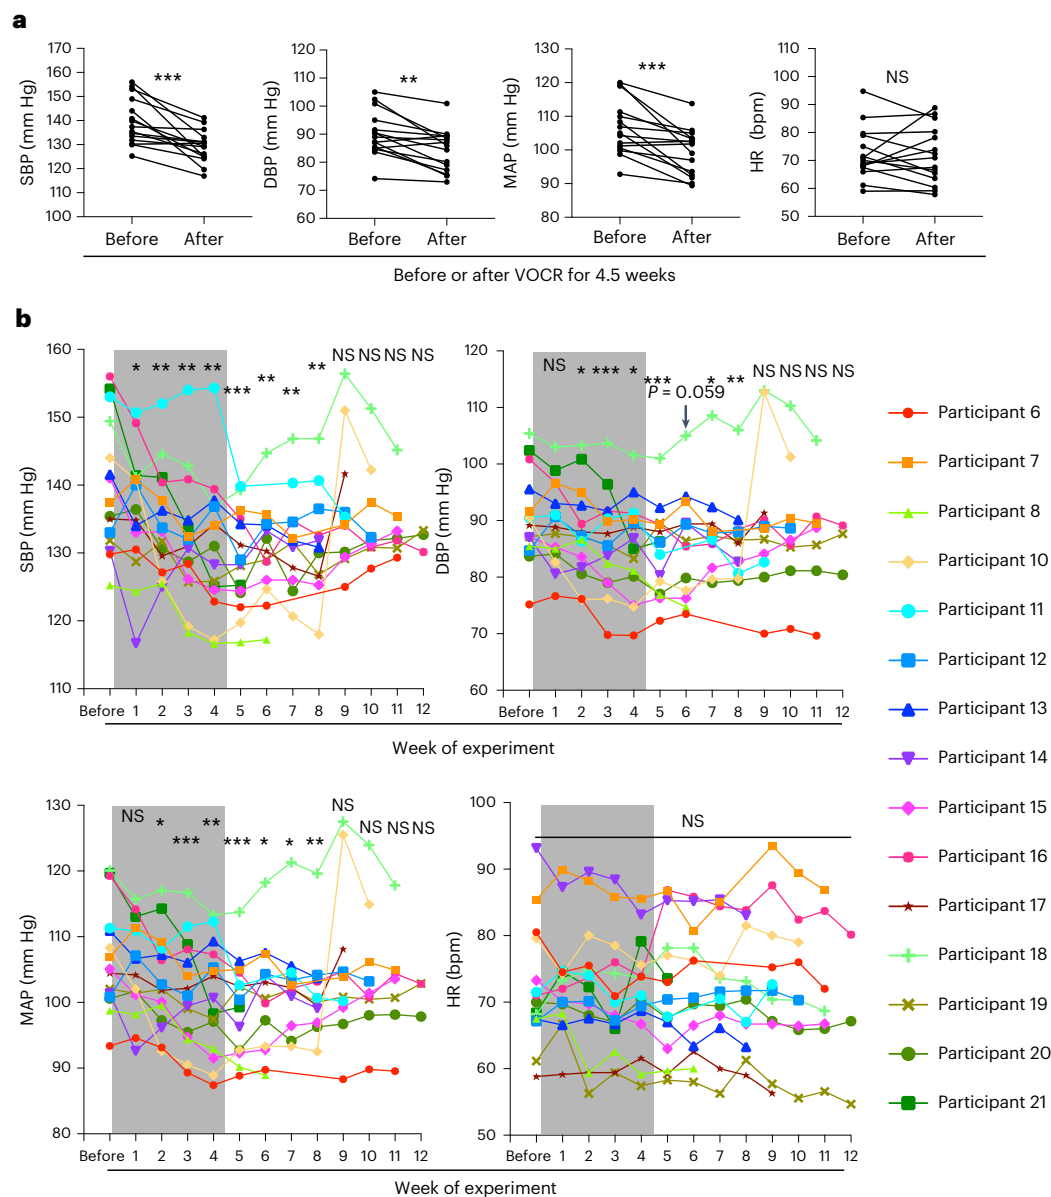 a
170
160
150
140
130
120
110
100
SBP (mm Hg)
***
Before After
120
110
100
90
80
70
60
DBP (mm Hg)
**
Before After
130
120
110
100
90
80
MAP (mm Hg)
***
Before After
110
100
90
80
70
60
50
HR (bpm)
NS
Before After
Before or after VOCR for 4.5 weeks
b
160
150
140
130
120
110
SBP (mm Hg)
* ** ** ** *** ** ** ** NS NS NS NS
Before 1 2 3 4 5 6 7 8 9 10 11 12
120
110
100
90
80
70
60
DBP (mm Hg)
NS * *** * *** * ** NS NS NS NS
P = 0.059
Before 1 2 3 4 5 6 7 8 9 10 11 12
Week of experiment
130
120
110
100
90
80
MAP (mm Hg)
NS * *** ** *** * * ** NS NS NS NS
Before 1 2 3 4 5 6 7 8 9 10 11 12
100
90
80
70
60
50
HR (bpm)
NS
Before 1 2 3 4 5 6 7 8 9 10 11 12
Week of experiment
Participant 6
Participant 7
Participant 8
Participant 10
Participant 11
Participant 12
Participant 13
Participant 14
Participant 15
Participant 16
Participant 17
Participant 18
Participant 19
Participant 20
Participant 21